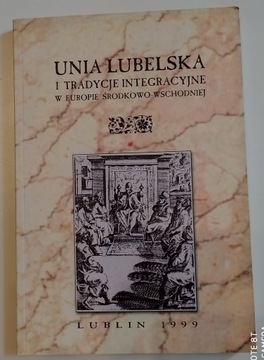 UNIA LUBELSKA
I TRADYCJE INTEGRACYJNE
W EUROPIE ŚRODKOWO-WSCHODNIEJ
LUBLIN 1999